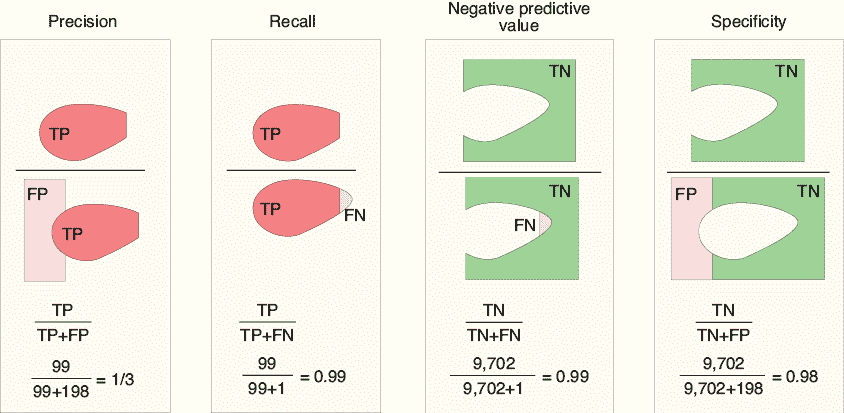 Precision
TP
FP
TP
TP
TP+FP
99
99+198
= 1/3
Recall
TP
TP
FN
TP
TP+FN
99
99+1
= 0.99
Negative predictive
value
TN
TN
FN
TN
TN+FN
9,702
9,702+1
= 0.99
Specificity
TN
FP
TN
TN
TN+FP
9,702
9,702+198
= 0.98